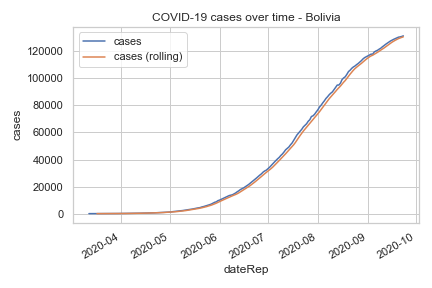 COVID-19 cases over time - Bolivia
cases
cases (rolling)
120000
100000
80000
60000
40000
20000
0
cases
2020-04
2020-05
2020-06
2020-07
2020-08
2020-09
2020-10
dateRep